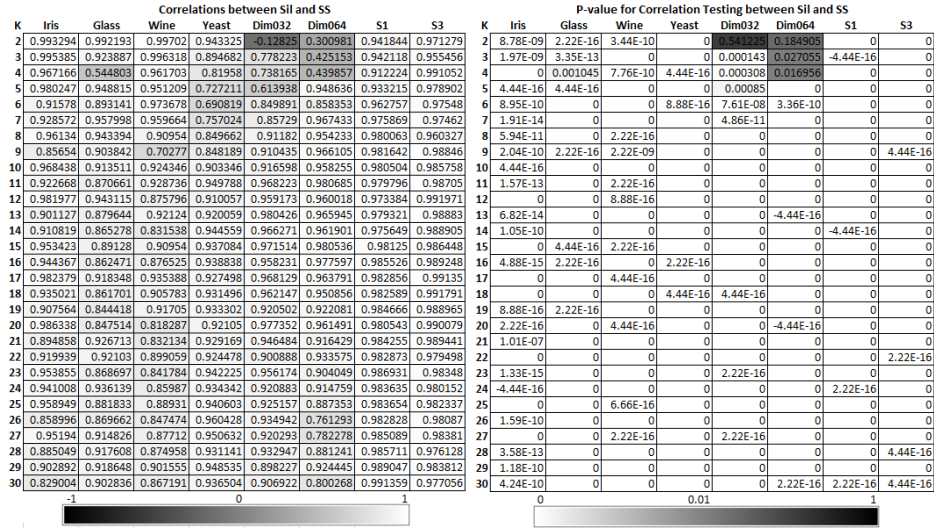 Correlations between Sil and SS P-value for Correlation Testing between Sil and SS
K Iris Glass Wine Yeast Dim032 Dim064 S1 S3 K Iris Glass Wine Yeast Dim032 Dim064 S1 S3
2 0.993294 0.992193 0.99702 0.943325 -0.12825 0.300981 0.941844 0.971279 2 8.78E-09 2.22E-16 3.44E-10 0 0.541225 0.184905 0 0
3 0.995385 0.923887 0.996318 0.894682 0.778223 0.425153 0.942118 0.955456 3 1.97E-09 3.35E-13 0 0 0.000143 0.027055 -4.44E-16 0
4 0.967166 0.544803 0.961703 0.81958 0.738165 0.439857 0.912224 0.991052 4 0 0.001045 7.76E-10 4.44E-16 0.000308 0.016956 0 0
5 0.980247 0.948815 0.951209 0.727211 0.613938 0.948636 0.933215 0.978902 5 4.44E-16 4.44E-16 0 0 0.00085 0 0 0
6 0.91578 0.893141 0.973678 0.690819 0.849891 0.858353 0.962757 0.97548 6 8.95E-10 0 0 8.88E-16 7.61E-08 3.36E-10 0 0
7 0.928572 0.957998 0.959664 0.757024 0.85729 0.967433 0.975869 0.97462 7 1.91E-14 0 0 0 4.86E-11 0 0 0
8 0.96134 0.943394 0.90954 0.849662 0.91182 0.954233 0.980063 0.960327 8 5.94E-11 0 2.22E-16 0 0 0 0 0
9 0.85654 0.903842 0.70277 0.848189 0.910435 0.966105 0.981642 0.98846 9 2.04E-10 2.22E-16 2.22E-09 0 0 0 0 4.44E-16
10 0.968438 0.913511 0.924346 0.903346 0.916598 0.958255 0.980504 0.985758 10 4.44E-16 0 0 0 0 0 0 0
11 0.922668 0.870661 0.928736 0.949788 0.968223 0.980685 0.979796 0.98705 11 1.57E-13 0 2.22E-16 0 0 0 0 0
12 0.981977 0.943115 0.875796 0.910057 0.959173 0.960018 0.973384 0.991971 12 0 0 8.88E-16 0 0 0 0 0
13 0.901127 0.879644 0.92124 0.920059 0.980426 0.965945 0.979321 0.98883 13 6.82E-14 0 0 0 0 -4.44E-16 0 0
14 0.910819 0.865278 0.831538 0.944559 0.966271 0.961901 0.975649 0.988905 14 1.05E-10 0 0 0 0 0 -4.44E-16 0
15 0.953423 0.89128 0.90954 0.937084 0.971514 0.980536 0.98125 0.986448 15 0 4.44E-16 2.22E-16 0 0 0 0 0
16 0.944367 0.862471 0.876525 0.938838 0.958231 0.977597 0.985526 0.989248 16 4.88E-15 2.22E-16 0 2.22E-16 0 0 0 0
17 0.982379 0.918348 0.935388 0.927498 0.968129 0.963791 0.982856 0.99135 17 0 0 4.44E-16 0 0 0 0 0
18 0.935021 0.861701 0.905783 0.931496 0.962147 0.950856 0.982589 0.991791 18 0 0 0 4.44E-16 4.44E-16 0 0 0
19 0.907564 0.844418 0.91705 0.933302 0.920502 0.922081 0.984666 0.988965 19 8.88E-16 2.22E-16 0 0 0 0 0 0
20 0.986338 0.847514 0.818287 0.92105 0.977352 0.961491 0.980543 0.990079 20 2.22E-16 0 4.44E-16 0 0 -4.44E-16 0 0
21 0.894858 0.926713 0.832134 0.929169 0.946484 0.916429 0.984255 0.989441 21 1.01E-07 0 0 0 0 0 0 0
22 0.919939 0.92103 0.899059 0.924478 0.900888 0.933575 0.982873 0.979498 22 0 0 0 0 0 0 0 2.22E-16
23 0.953855 0.868697 0.841784 0.942225 0.956174 0.904049 0.986931 0.98348 23 1.33E-15 0 0 0 2.22E-16 0 0 0
24 0.941008 0.936139 0.85987 0.934342 0.920883 0.914759 0.983635 0.980152 24 -4.44E-16 0 0 0 0 0 2.22E-16 0
25 0.958949 0.881833 0.88931 0.940603 0.925157 0.887353 0.983654 0.982337 25 0 0 6.66E-16 0 0 0 0 0
26 0.858996 0.869662 0.847474 0.960428 0.934942 0.761293 0.982828 0.98087 26 1.59E-10 0 0 0 0 0 0 0
27 0.95194 0.914826 0.87712 0.950632 0.920293 0.782278 0.985089 0.98381 27 0 0 2.22E-16 0 2.22E-16 0 0 0
28 0.885049 0.917608 0.874958 0.931141 0.932947 0.881241 0.985711 0.976128 28 3.58E-13 0 0 0 0 0 0 4.44E-16
29 0.902892 0.918648 0.901555 0.948535 0.898227 0.924445 0.989047 0.983812 29 1.18E-10 0 0 0 0 0 0 0
30 0.829004 0.902836 0.867191 0.936504 0.906922 0.800268 0.991359 0.977056 30 4.24E-10 0 0 0 0 2.22E-16 2.22E-16 4.44E-16
-1 0 1 0 0.01 1